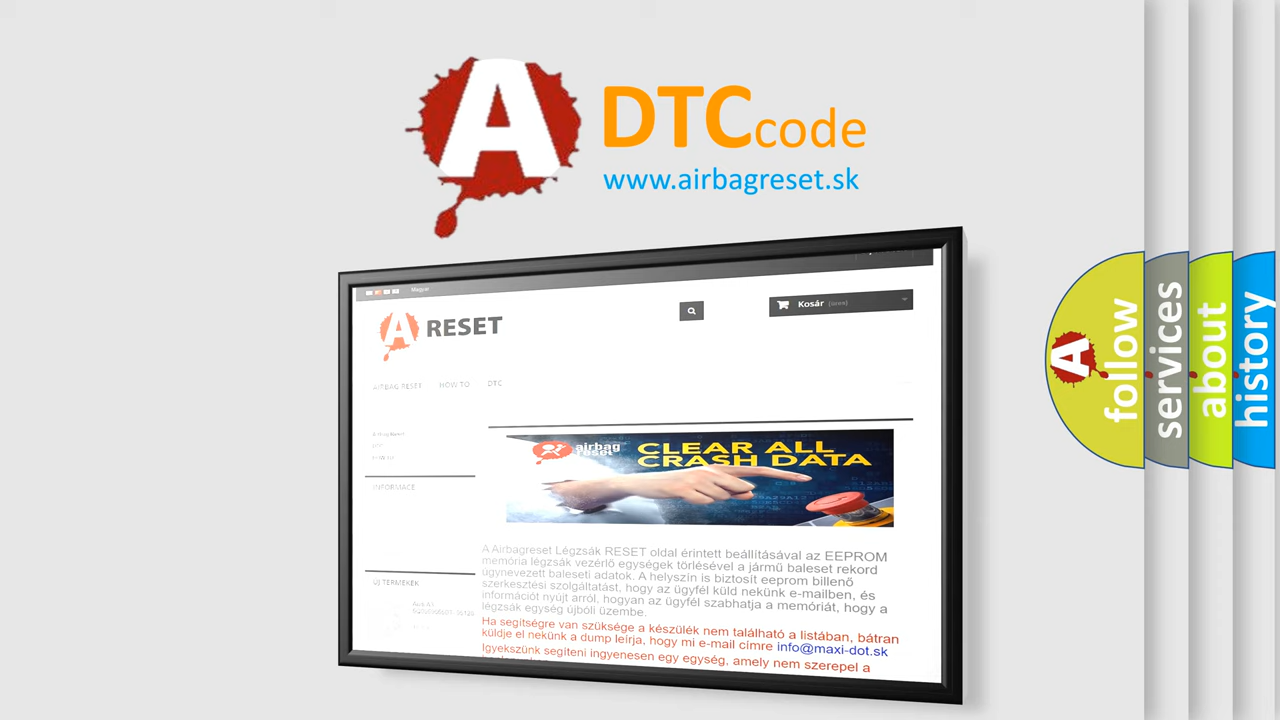 A DTC code
www.airbagreset.sk
Magyar
A RESET
Kosár
AIRBAG RESET HOW TO DTC
INFORMACE
airbag
reset
CLEAR ALL
CRASH DATA
ÚJ TERMÉKEK
A Airbagreset Légzsák RESET oldal érintett beállításával az EEPROM
memória légzsák vezérlő egységek törlésével a jármű baleset rekord
úgynevezett baleseti adatok. A helyszín is biztosít eeprom billenő
szerkesztési szolgáltatást, hogy az ügyfél küld nekünk e-mailben, és
információt nyújt arról, hogyan az ügyfél szabhatja a memóriát, hogy a
légzsák egység újbóli üzembe.
Ha segítségre van szüksége a készülék nem található a listában, bátran
küldje el nekünk a dump leírja, hogy mi e-mail címre info@maxi-dot.sk
Igyekszünk segíteni ingyenesen egy egység, amely nem szerepel a
A follow
services
about
history